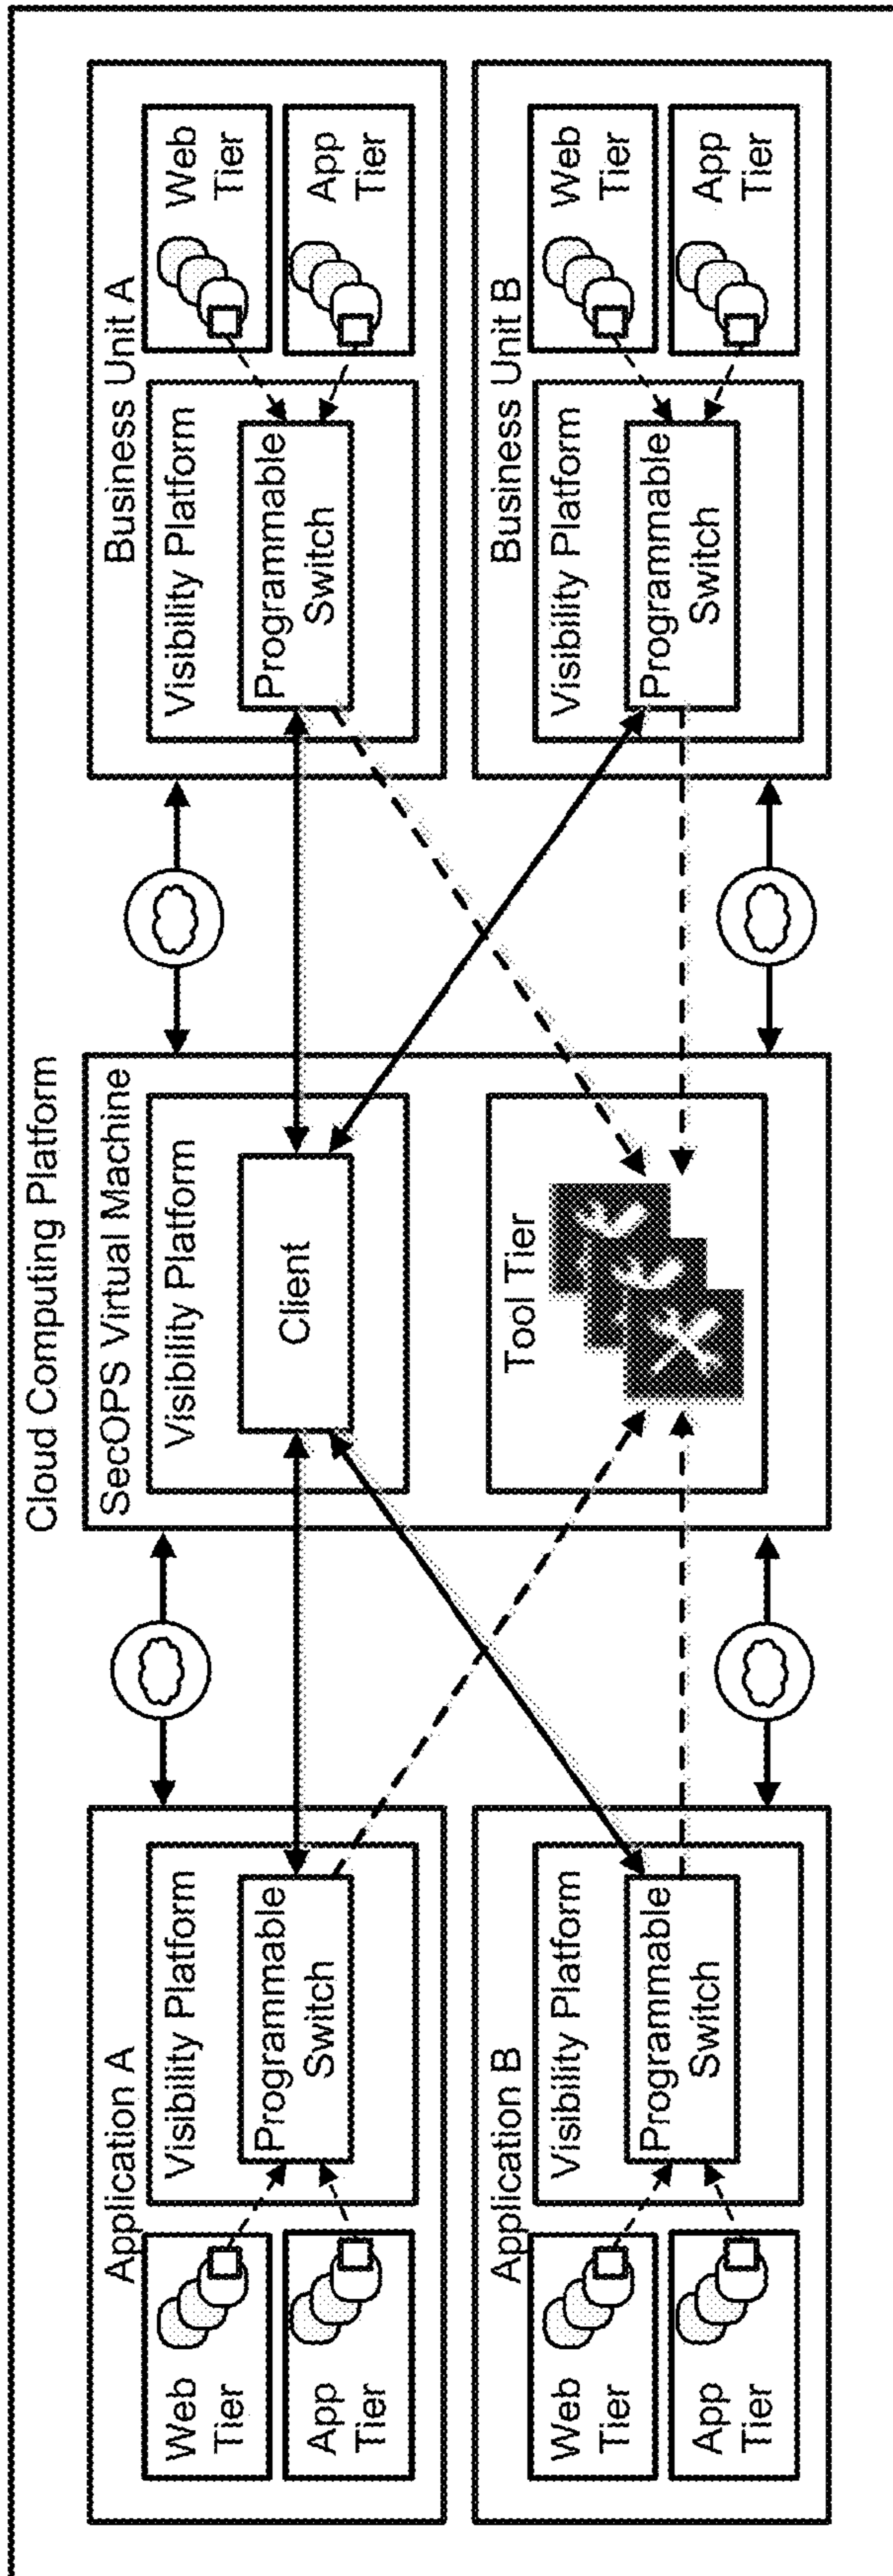 Cloud Computing Platform
Application A
Web
Tier
App
Tier
Visibility Platform
Programmable
Switch
Application B
Web
Tier
App
Tier
Visibility Platform
Programmable
Switch
SecOPS Virtual Machine
Visibility Platform
Client
Tool Tier
Business Unit A
Visibility Platform
Programmable
Switch
Web
Tier
App
Tier
Business Unit B
Visibility Platform
Programmable
Switch
Web
Tier
App
Tier